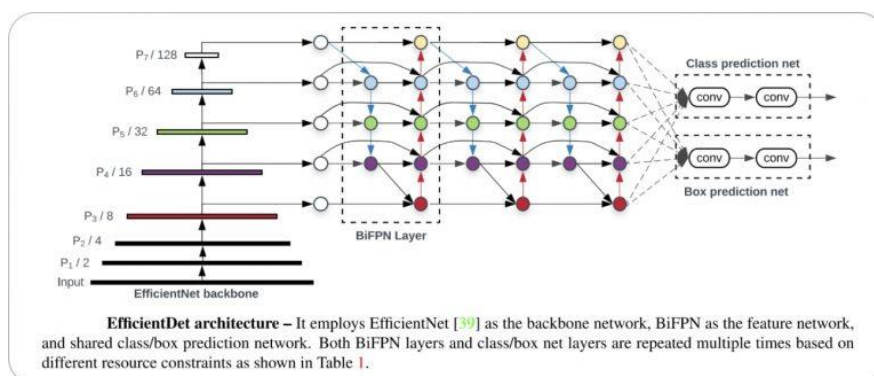 P7 / 128
P6 / 64
P5 / 32
P4 / 16
P3 / 8
P2 / 4
P1 / 2
Input
EfficientNet backbone
BiFPN Layer
Class prediction net
conv conv
conv conv
Box prediction net
EfficientDet architecture – It employs EfficientNet [39] as the backbone network, BiFPN as the feature network,
and shared class/box prediction network. Both BiFPN layers and class/box net layers are repeated multiple times based on
different resource constraints as shown in Table 1.